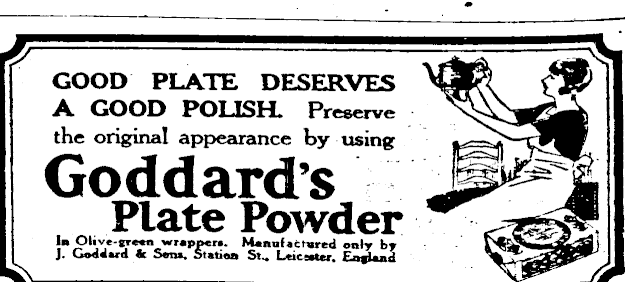 GOOD PLATE DESERVES
A GOOD POLISH. Preserve
the original appearance by using
Goddard's
Plate Powder
In Olive-green wrappers. Manufactured only by
J. Goddard & Sons, Station St., Leicester, England